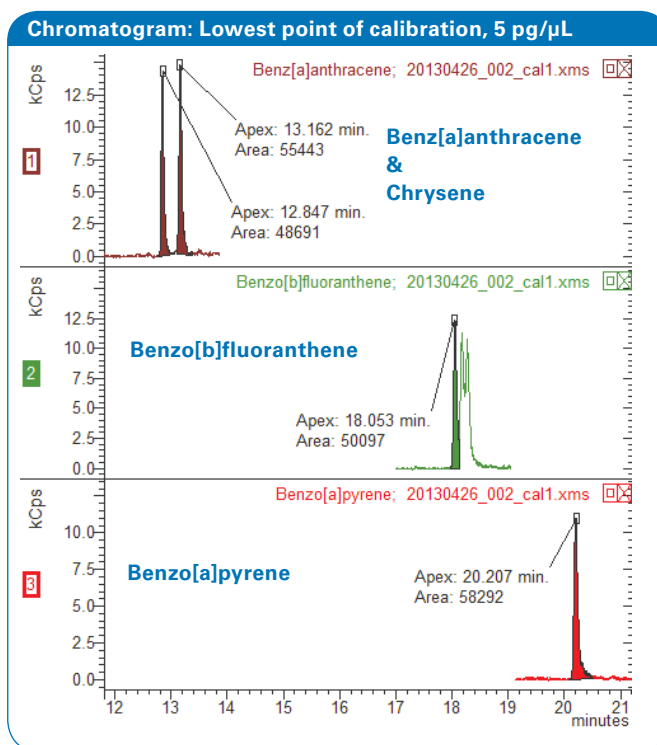 Chromatogram: Lowest point of calibration, 5 pg/µL
kCps
Benz[a]anthracene; 20130426_002_cal1.xms
12.5
10.0
7.5
5.0
2.5
0.0
1
Apex: 13.162 min.
Area: 55443
Apex: 12.847 min.
Area: 48691
Benz[a]anthracene
&
Chrysene
kCps
Benzo[b]fluoranthene; 20130426_002_cal1.xms
12.5
10.0
7.5
5.0
2.5
0.0
2
Benzo[b]fluoranthene
Apex: 18.053 min.
Area: 50097
kCps
Benzo[a]pyrene; 20130426_002_cal1.xms
10.0
7.5
5.0
2.5
0.0
3
Benzo[a]pyrene
Apex: 20.207 min.
Area: 58292
12 13 14 15 16 17 18 19 20 21
minutes